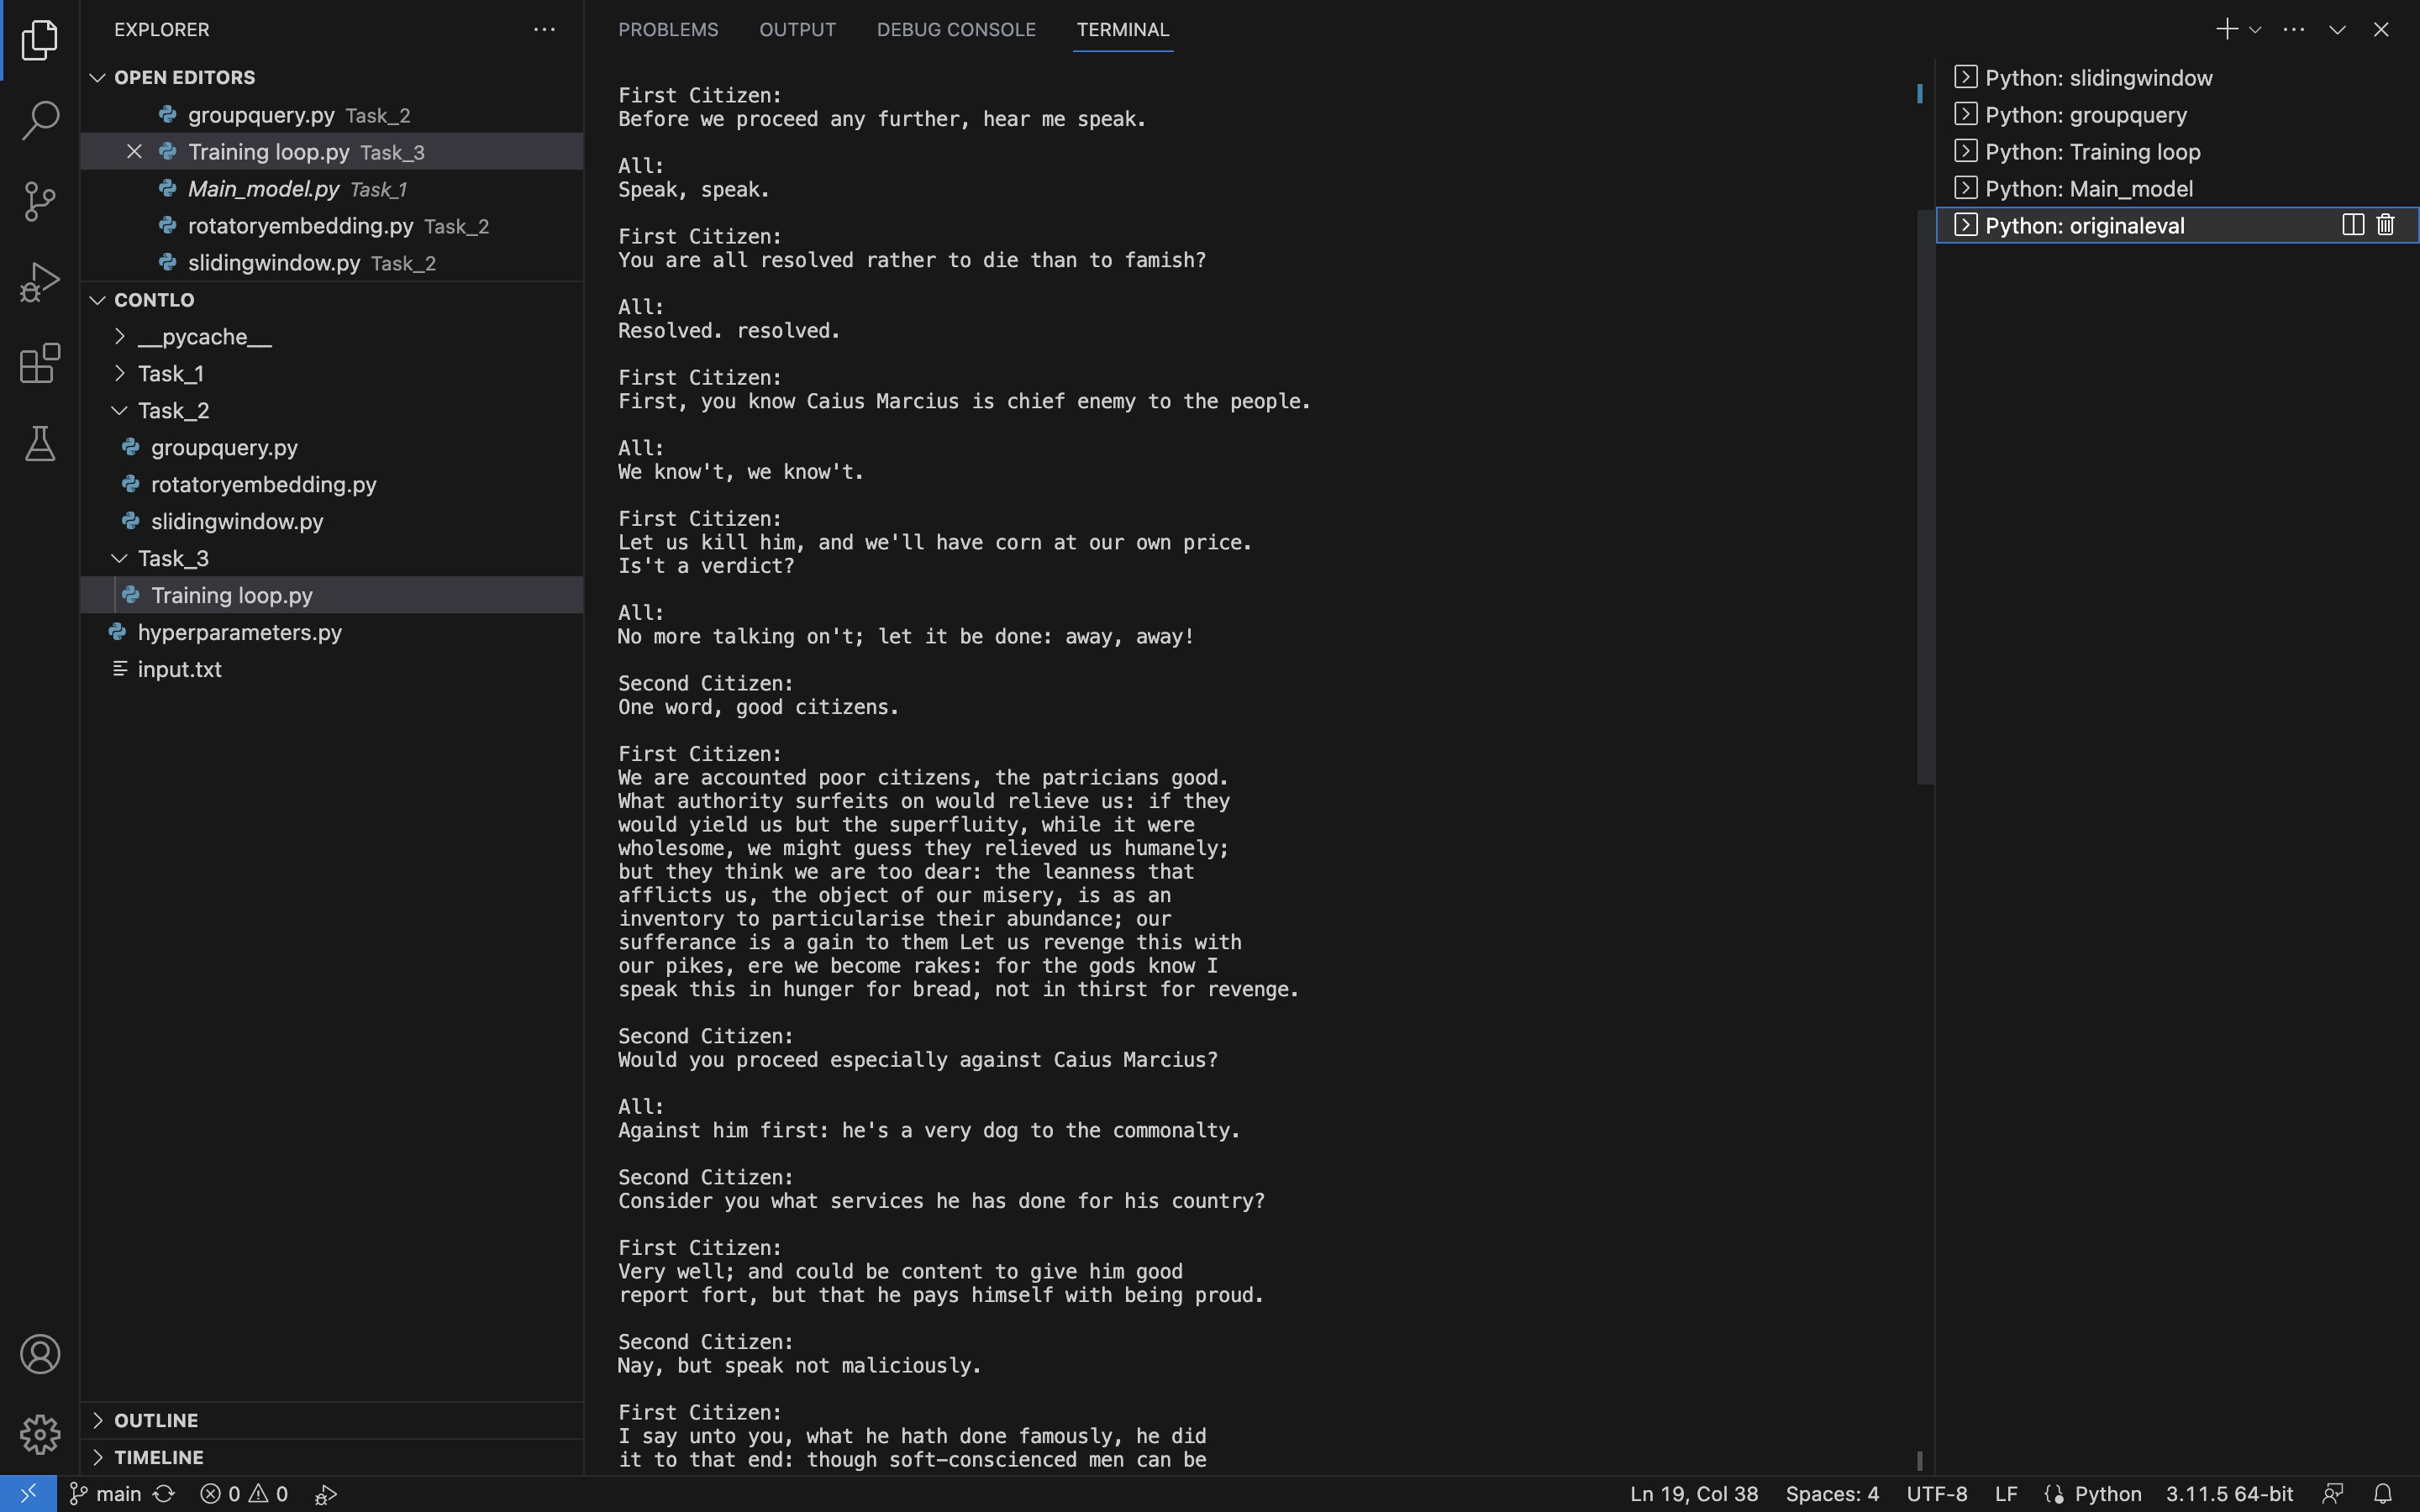 EXPLORER
OPEN EDITORS
groupquery.py Task_2
Training loop.py Task_3
Main_model.py Task_1
rotatoryembedding.py Task_2
slidingwindow.py Task_2
CONTLO
__pycache__
Task_1
Task_2
groupquery.py
rotatoryembedding.py
slidingwindow.py
Task_3
Training loop.py
hyperparameters.py
input.txt
OUTLINE
TIMELINE
PROBLEMS OUTPUT DEBUG CONSOLE TERMINAL
First Citizen:
Before we proceed any further, hear me speak.
All:
Speak, speak.
First Citizen:
You are all resolved rather to die than to famish?
All:
Resolved. resolved.
First Citizen:
First, you know Caius Marcius is chief enemy to the people.
All:
We know't, we know't.
First Citizen:
Let us kill him, and we'll have corn at our own price.
Is't a verdict?
All:
No more talking on't; let it be done: away, away!
Second Citizen:
One word, good citizens.
First Citizen:
We are accounted poor citizens, the patricians good.
What authority surfeits on would relieve us: if they
would yield us but the superfluity, while it were
wholesome, we might guess they relieved us humanely;
but they think we are too dear: the leanness that
afflicts us, the object of our misery, is as an
inventory to particularise their abundance; our
sufferance is a gain to them Let us revenge this with
our pikes, ere we become rakes: for the gods know I
speak this in hunger for bread, not in thirst for revenge.
Second Citizen:
Would you proceed especially against Caius Marcius?
All:
Against him first: he's a very dog to the commonalty.
Second Citizen:
Consider you what services he has done for his country?
First Citizen:
Very well; and could be content to give him good
report fort, but that he pays himself with being proud.
Second Citizen:
Nay, but speak not maliciously.
First Citizen:
I say unto you, what he hath done famously, he did
it to that end: though soft-conscienced men can be
Python: slidingwindow
Python: groupquery
Python: Training loop
Python: Main_model
Python: originaleval
main 0 0 Ln 19, Col 38 Spaces: 4 UTF-8 LF Python 3.11.5 64-bit